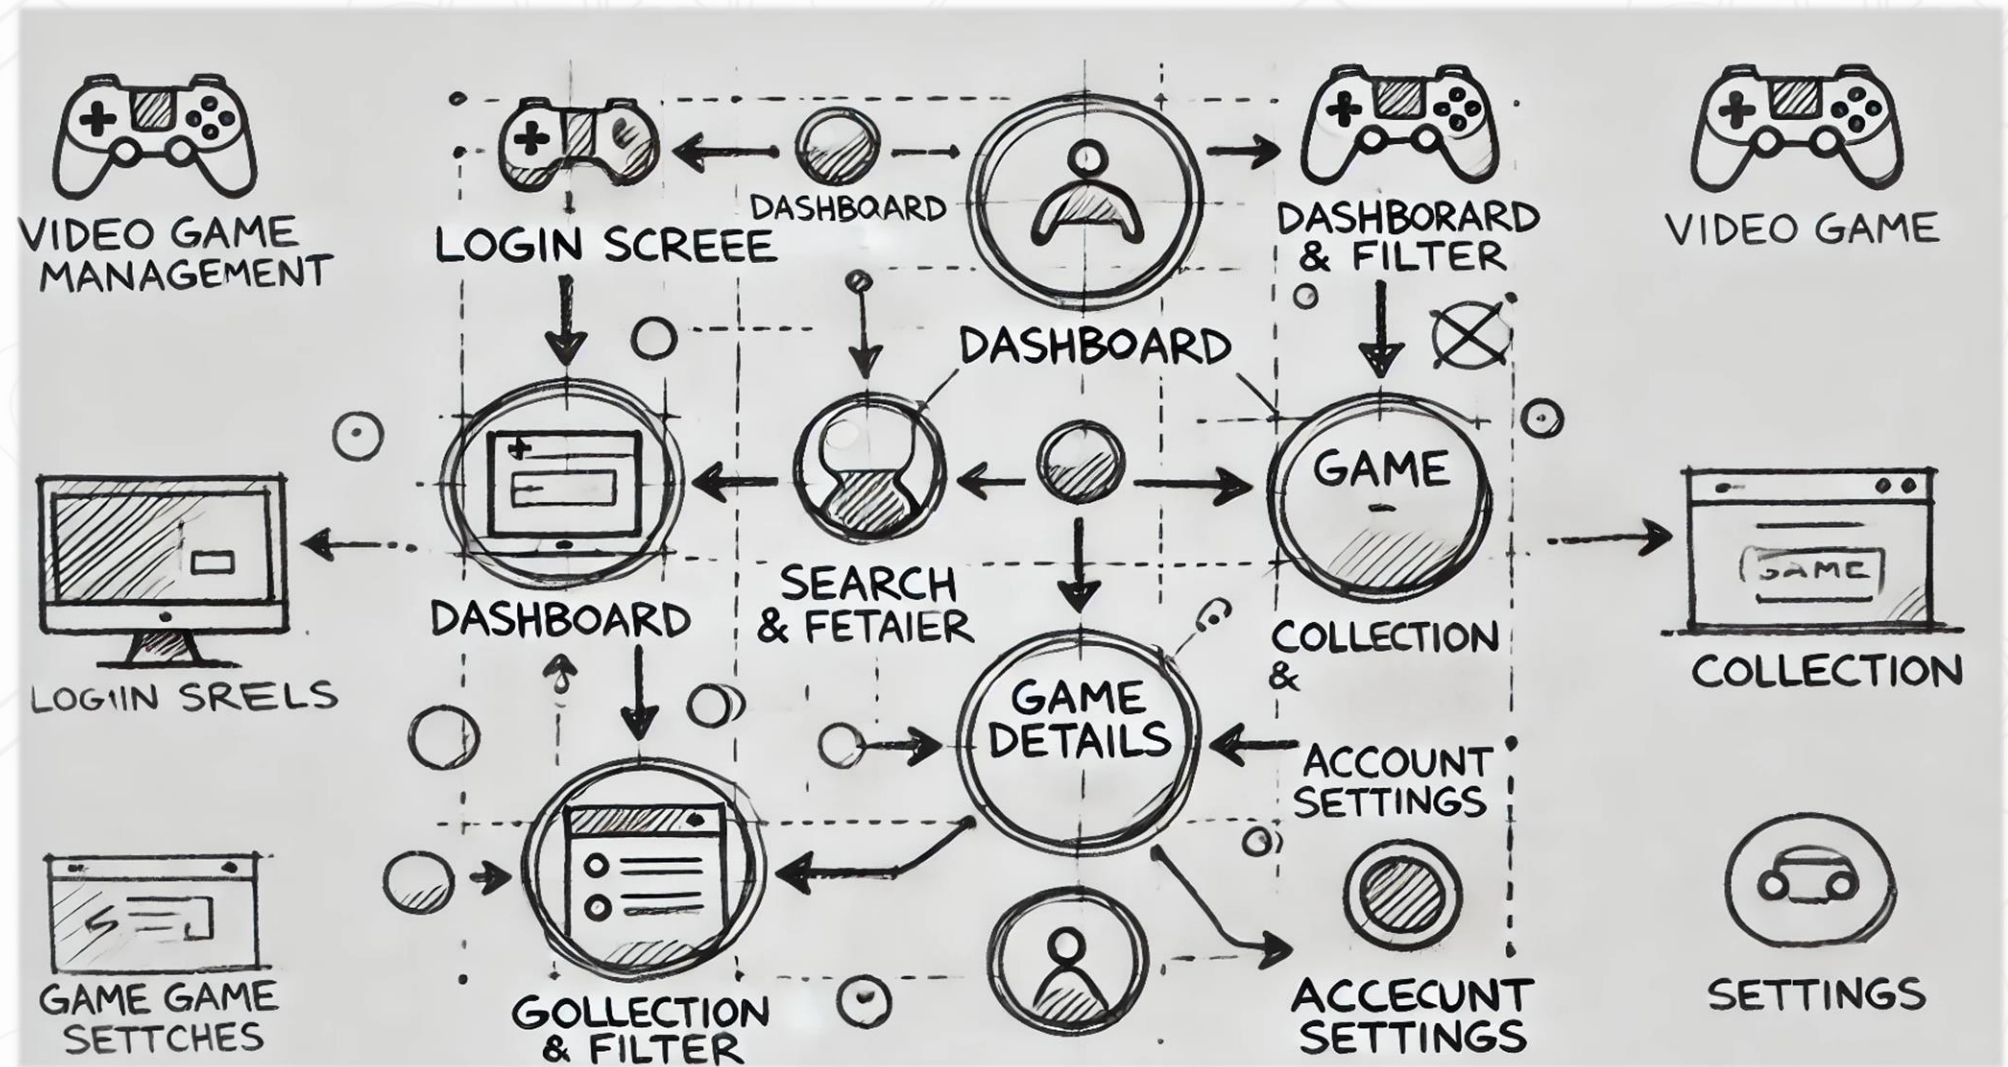 VIDEO GAME
MANAGEMENT
LOGIN SCREEE
DASHBOARD
DASHBOARD
DASHBORARD
& FILTER
VIDEO GAME
LOGIIN SRELS
DASHBOARD
SEARCH
& FETAIER
GAME
COLLECTION
&
GAME
COLLECTION
GAME
DETAILS
ACCOUNT
SETTINGS
GAME GAME
SETTCHES
GOLLECTION
& FILTER
ACCECUNT
SETTINGS
SETTINGS